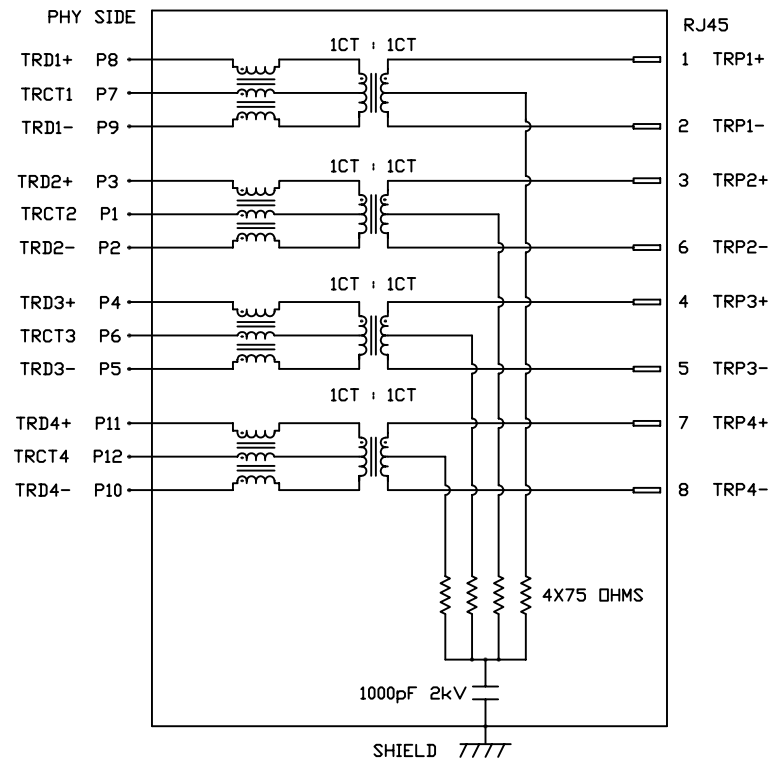 PHY SIDE
RJ45
1CT : 1CT
TRD1+ P8
1 TRP1+
TRCT1 P7
TRD1- P9
2 TRP1-
1CT : 1CT
TRD2+ P3
3 TRP2+
TRCT2 P1
TRD2- P2
6 TRP2-
1CT : 1CT
TRD3+ P4
4 TRP3+
TRCT3 P6
TRD3- P5
5 TRP3-
1CT : 1CT
TRD4+ P11
7 TRP4+
TRCT4 P12
TRD4- P10
8 TRP4-
4X75 OHMS
1000pF 2kV
SHIELD